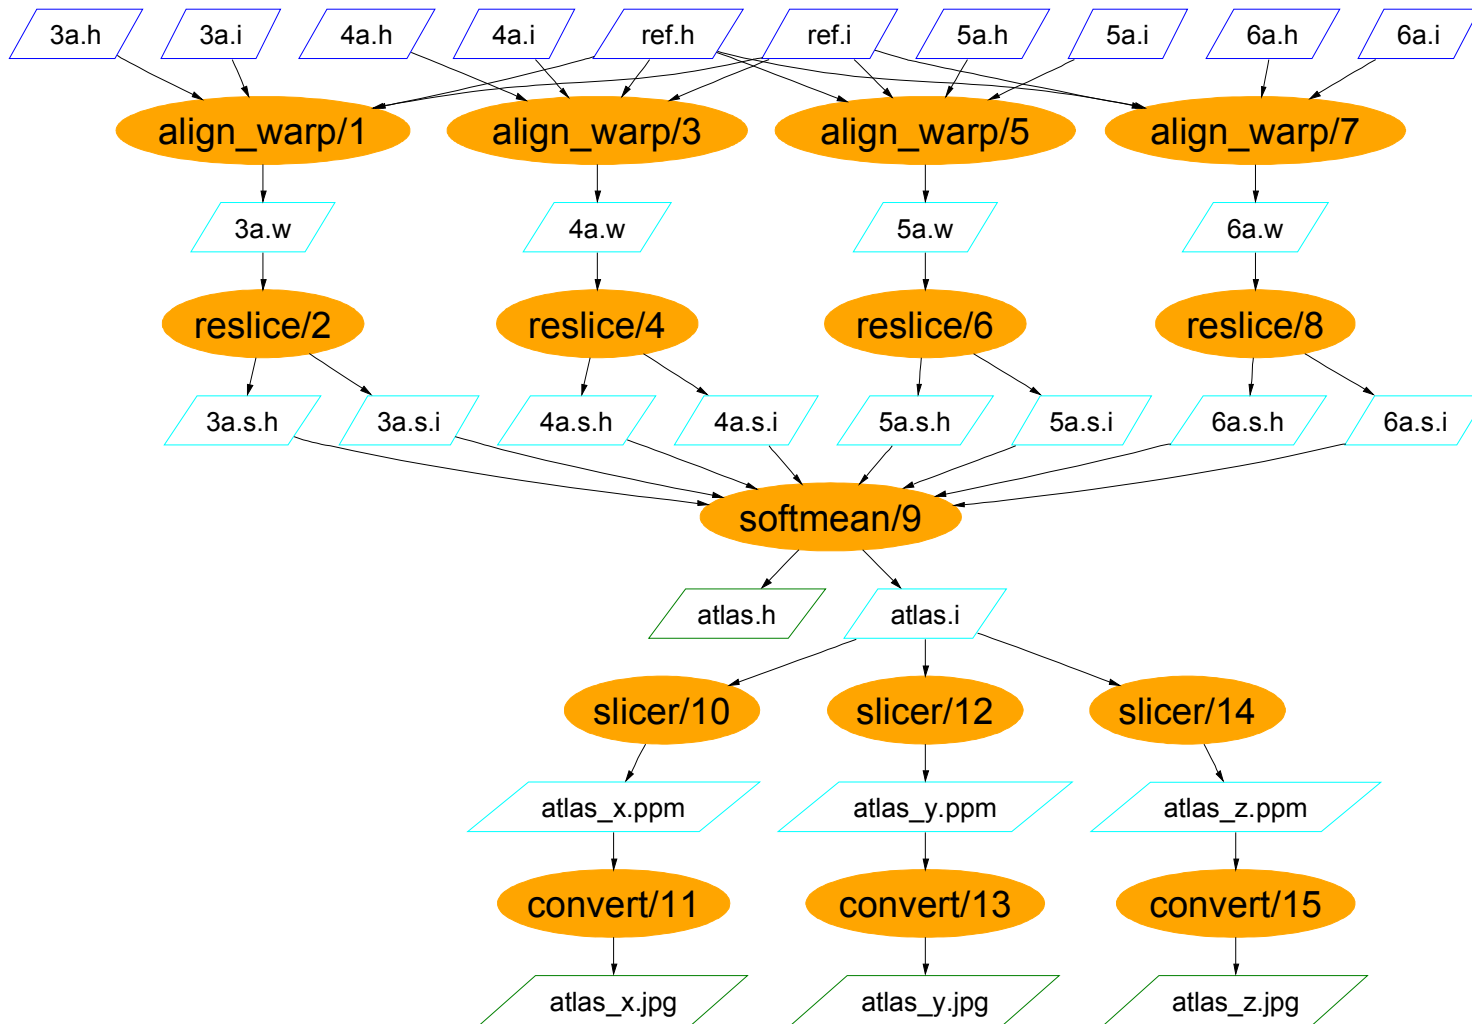 3a.h 3a.i 4a.h 4a.i ref.h ref.i 5a.h 5a.i 6a.h 6a.i
align_warp/1 align_warp/3 align_warp/5 align_warp/7
3a.w 4a.w 5a.w 6a.w
reslice/2 reslice/4 reslice/6 reslice/8
3a.s.h 3a.s.i 4a.s.h 4a.s.i 5a.s.h 5a.s.i 6a.s.h 6a.s.i
softmean/9
atlas.h atlas.i
slicer/10 slicer/12 slicer/14
atlas_x.ppm atlas_y.ppm atlas_z.ppm
convert/11 convert/13 convert/15
atlas_x.jpg atlas_y.jpg atlas_z.jpg